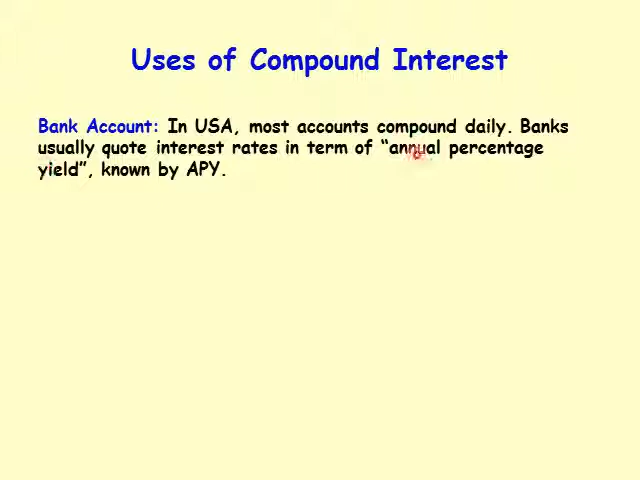 Uses of Compound Interest
Bank Account: In USA, most accounts compound daily. Banks
usually quote interest rates in term of “annual percentage
yield”, known by APY.